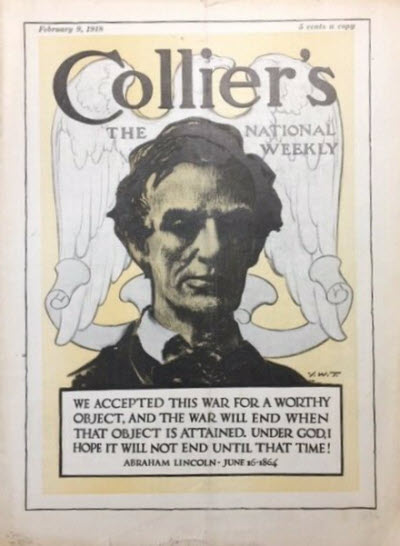 February 9, 1918
5 cents a copy
Collier's
THE NATIONAL
WEEKLY
V.W.T.
WE ACCEPTED THIS WAR FOR A WORTHY
OBJECT, AND THE WAR WILL END WHEN
THAT OBJECT IS ATTAINED. UNDER GOD, I
HOPE IT WILL NOT END UNTIL THAT TIME!
ABRAHAM LINCOLN · JUNE 16-1864